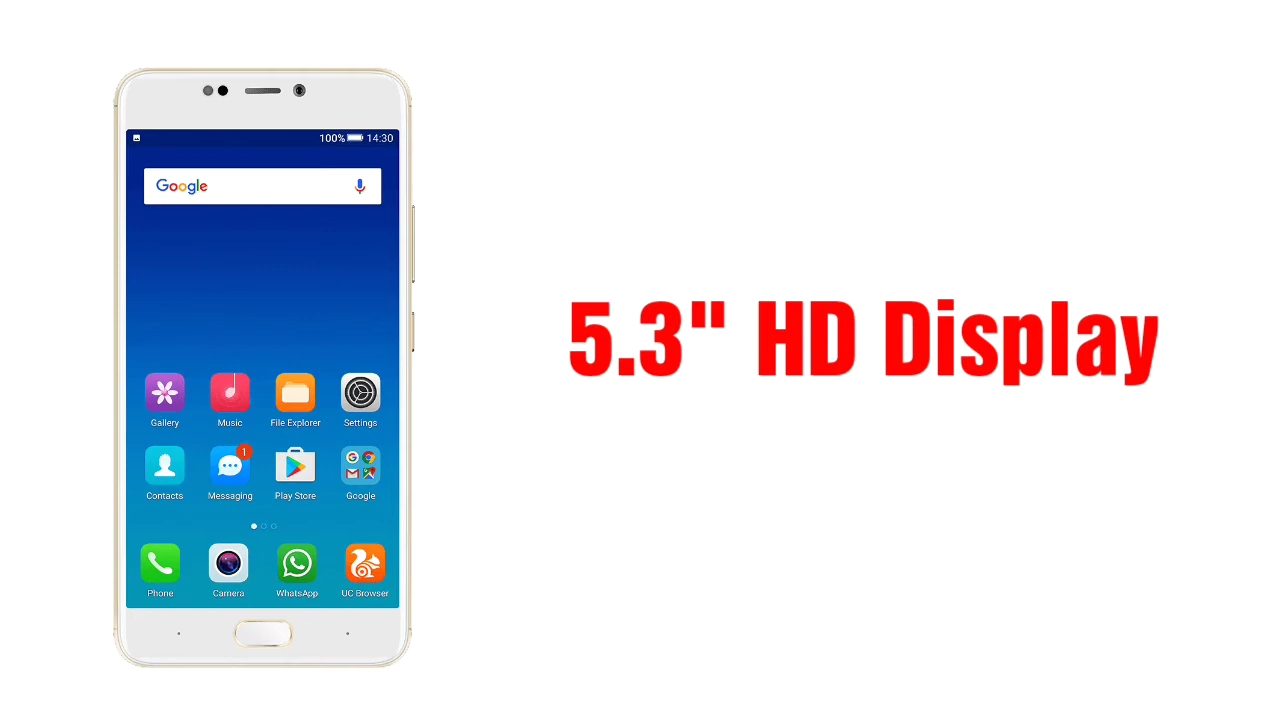 100% 14:30
Google
5.3" HD Display
Gallery Music File Explorer Settings
1
Contacts Messaging Play Store Google
Phone Camera WhatsApp UC Browser